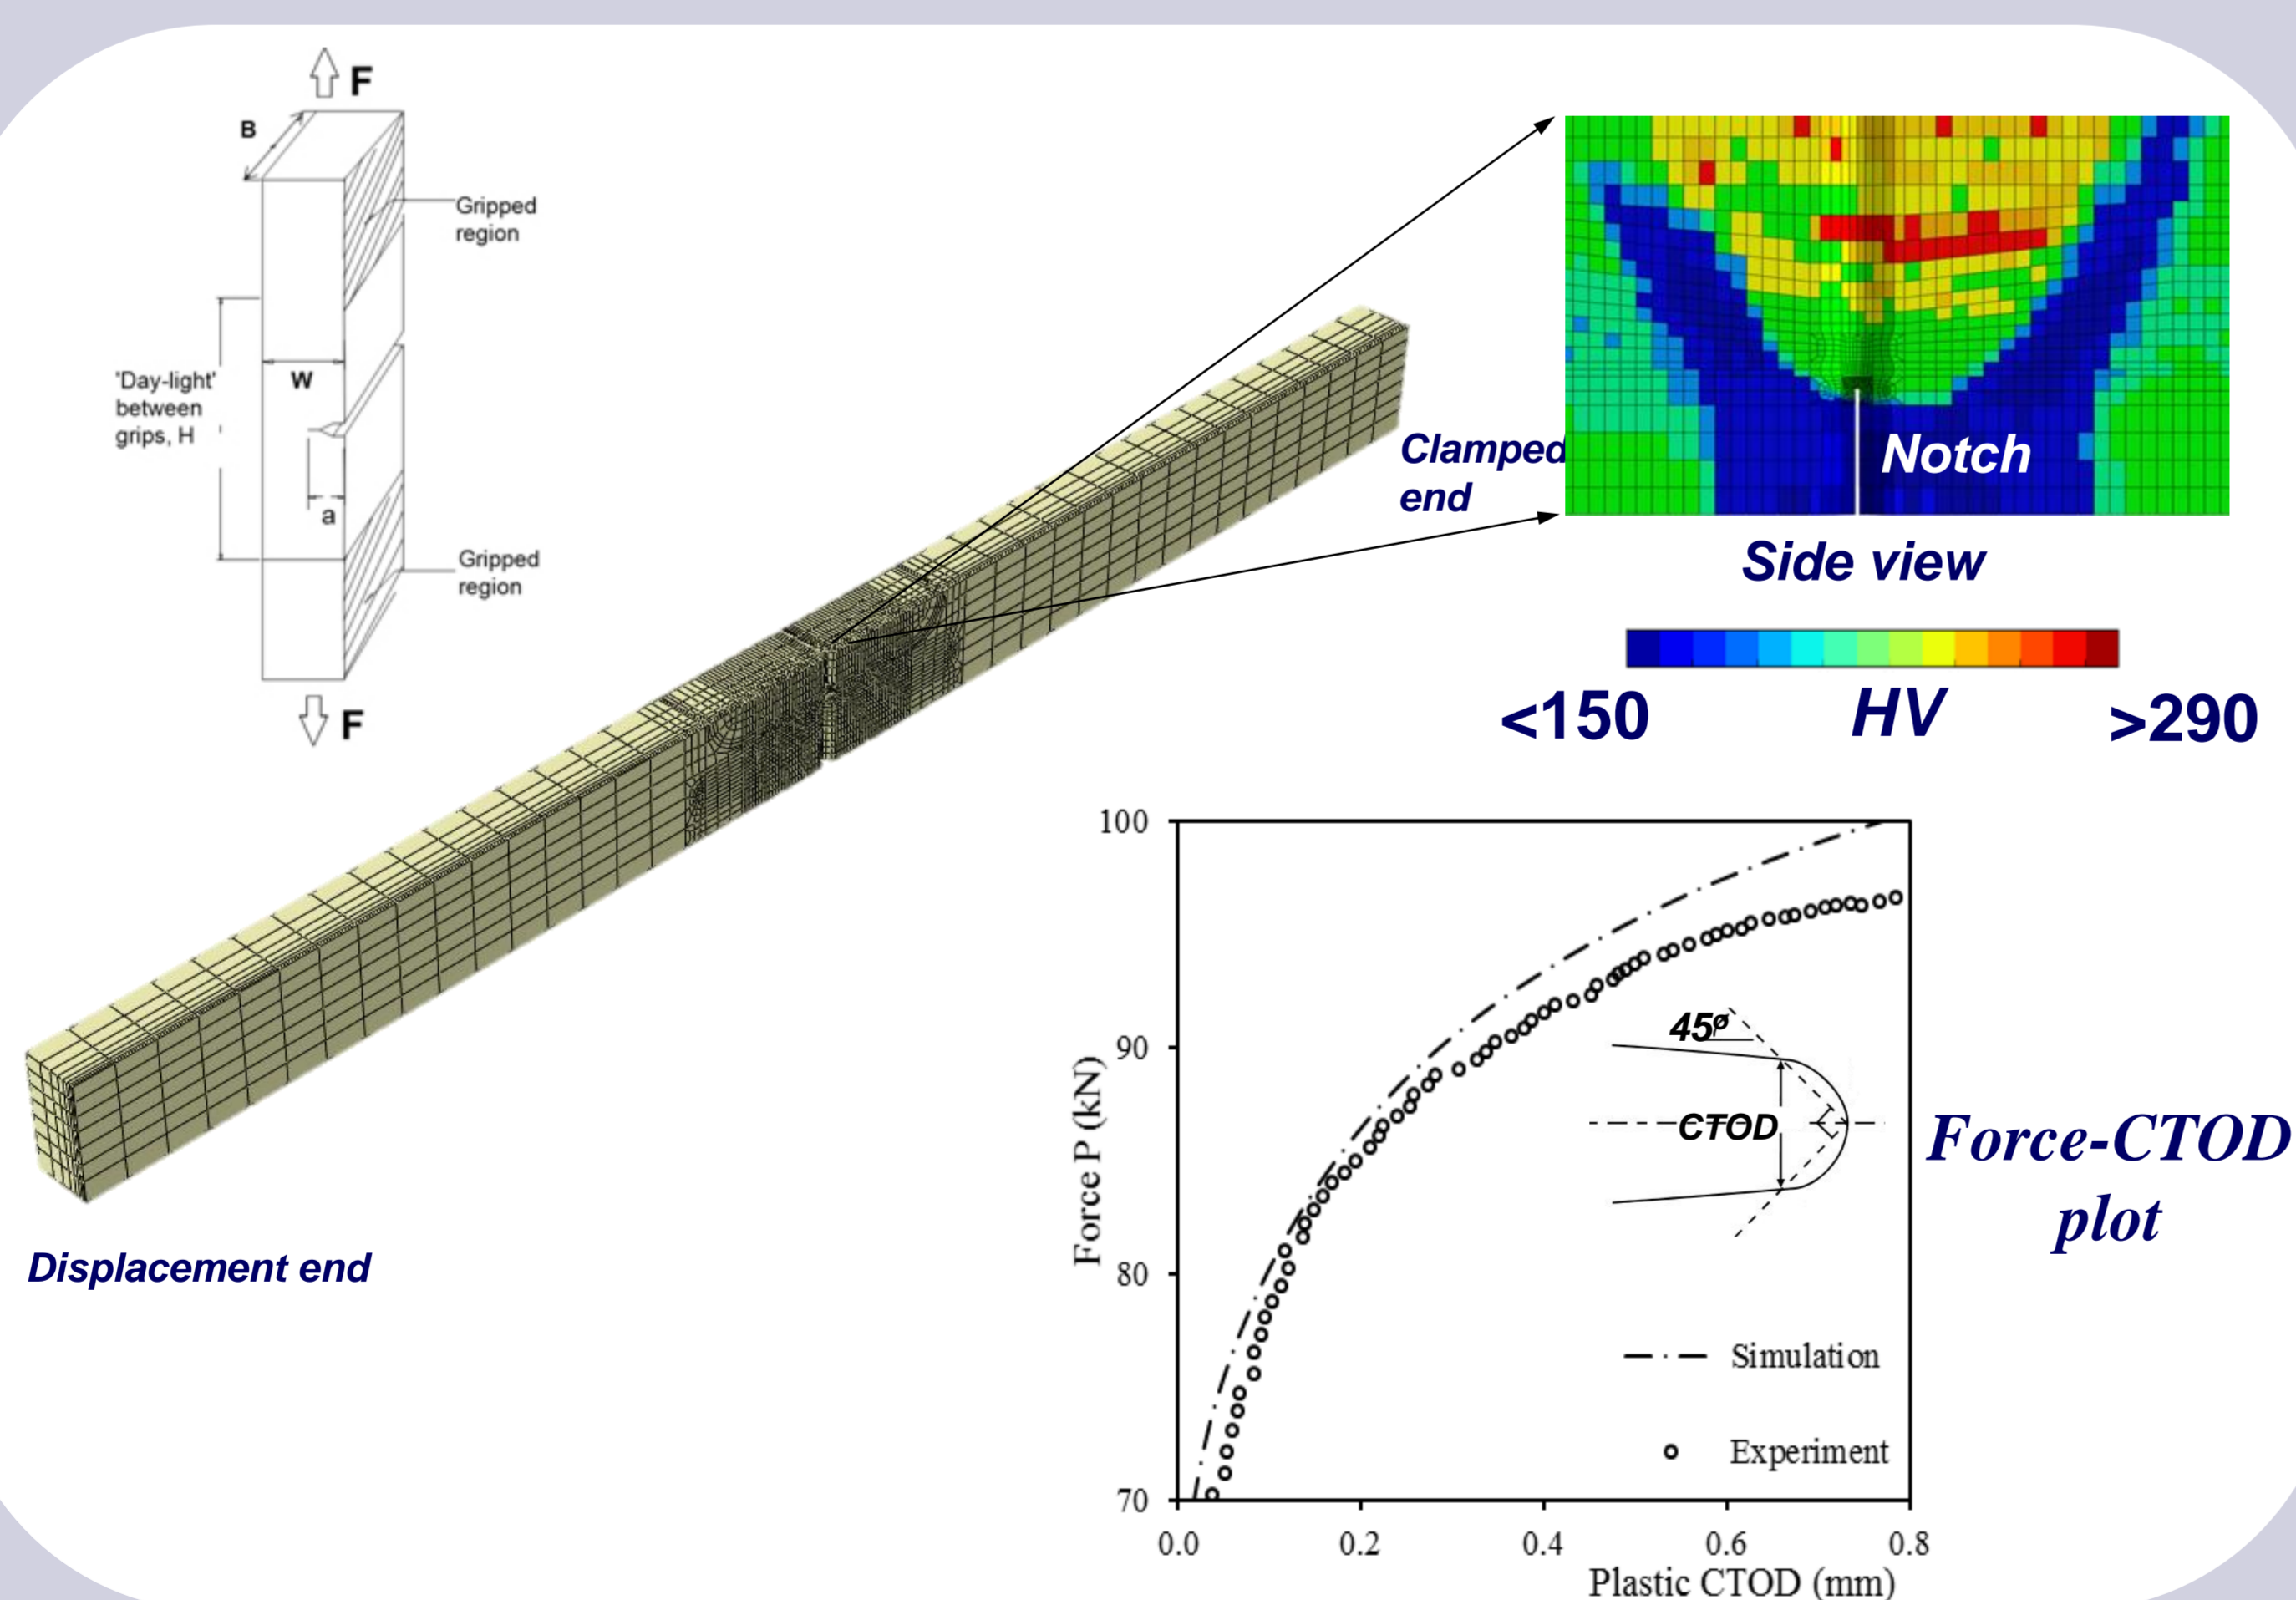 F
B
Gripped
region
'Day-light'
between
grips, H
W
a
Gripped
region
F
Clamped
end
Displacement end
Notch
Side view
<150
HV
>290
100
90
80
70
Force P (kN)
45º
CTOD
Simulation
Experiment
0.0
0.2
0.4
0.6
0.8
Plastic CTOD (mm)
Force-CTOD
plot